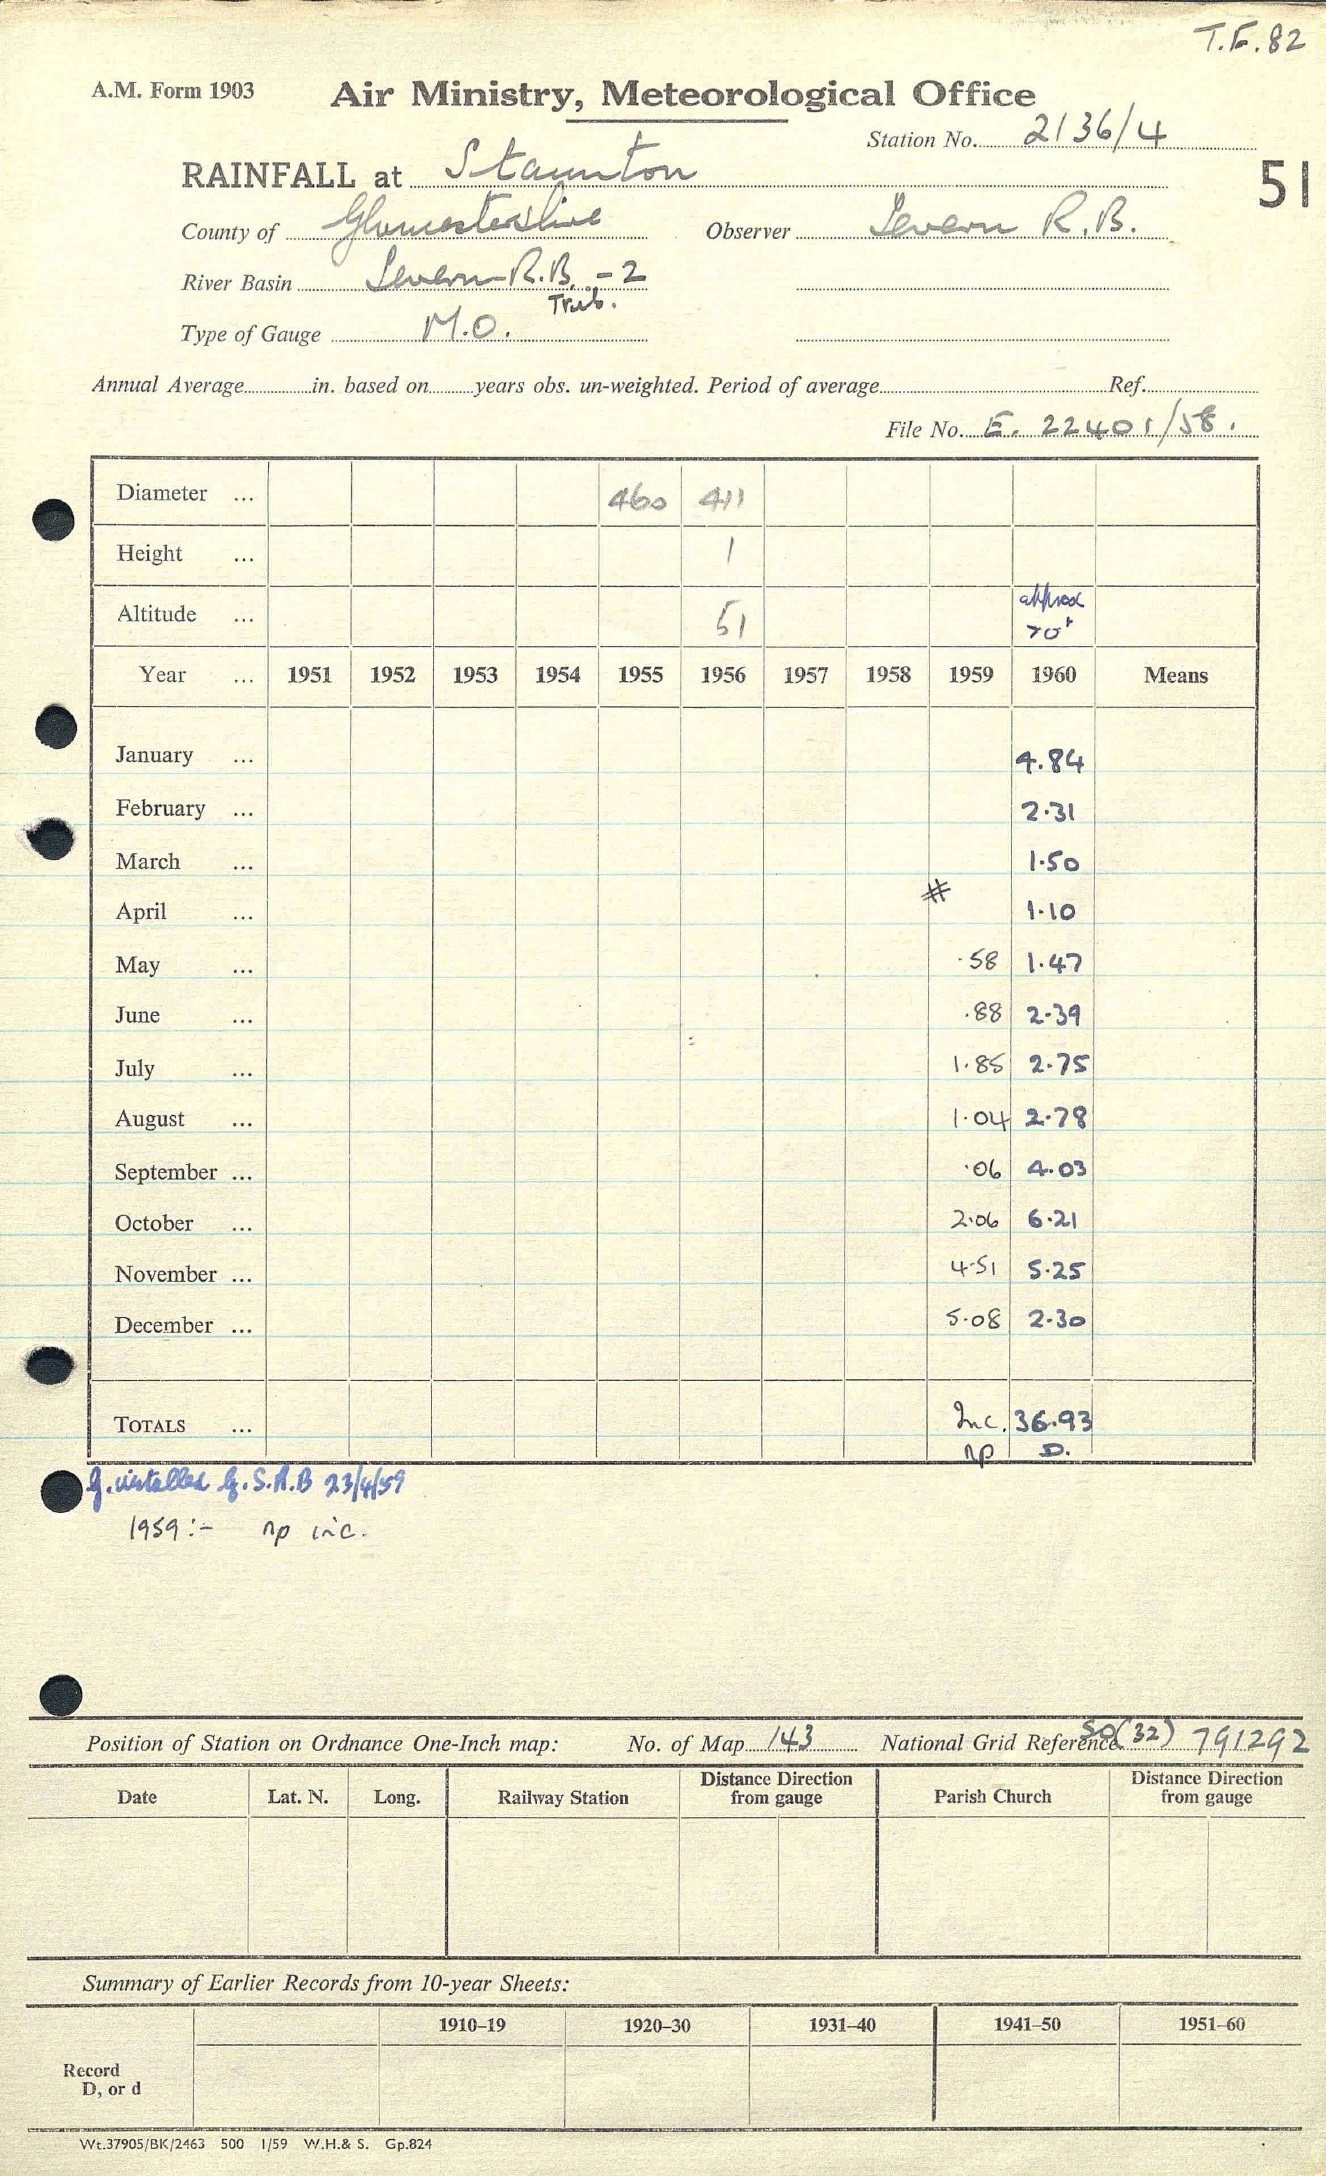 T.E.82
A.M. Form 1903 Air Ministry, Meteorological Office
Station No. 2136/4
RAINFALL at Staunton
51
County of Gloucestershire Observer Severn R.B.
River Basin Severn R.B. - 2
Trib.
Type of Gauge M.O.
Annual Average in. based on years obs. un-weighted. Period of average Ref.
File No. E. 22401/58.
Diameter ... 460 411
Height ... 1
Altitude ... 51 approx 70'
Year ... 1951 1952 1953 1954 1955 1956 1957 1958 1959 1960 Means
January ... 4.84
February ... 2.31
March ... 1.50
#
April ... 1.10
May ... .58 1.47
June ... .88 2.39
July ... 1.85 2.75
August ... 1.04 2.78
September ... .06 4.03
October ... 2.06 6.21
November ... 4.51 5.25
December ... 5.08 2.30
TOTALS ... Inc. 36.93
np D.
G. installed G.S.A.B 23/4/59
1959:- np inc.
Position of Station on Ordnance One-Inch map: No. of Map 143 National Grid Reference SO(32) 791292
Date Lat. N. Long. Railway Station Distance Direction from gauge Parish Church Distance Direction from gauge
Summary of Earlier Records from 10-year Sheets:
1910–19 1920–30 1931–40 1941–50 1951–60
Record
D, or d
Wt.37905/BK/2463 500 1/59 W.H.& S. Gp.824